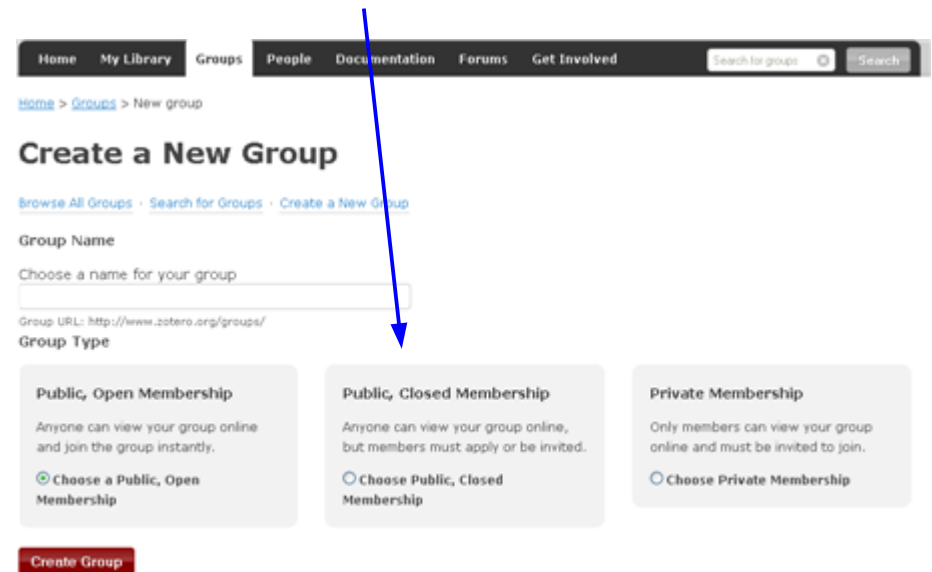 Home My Library Groups People Documentation Forums Get Involved Search for groups Search
Home > Groups > New group
Create a New Group
Browse All Groups · Search for Groups · Create a New Group
Group Name
Choose a name for your group
Group URL: http://www.zotero.org/groups/
Group Type
Public, Open Membership
Anyone can view your group online
and join the group instantly.
Choose a Public, Open
Membership
Public, Closed Membership
Anyone can view your group online,
but members must apply or be invited.
Choose Public, Closed
Membership
Private Membership
Only members can view your group
online and must be invited to join.
Choose Private Membership
Create Group